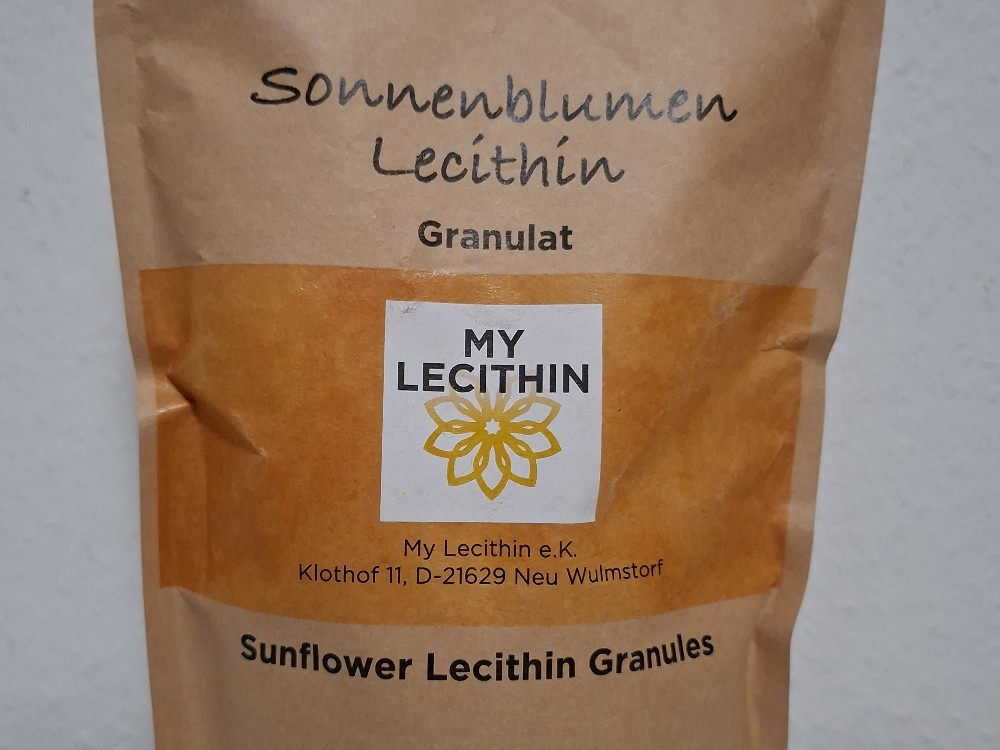 Sonnenblumen
Lecithin
Granulat
MY
LECITHIN
My Lecithin e.K.
Klothof 11, D-21629 Neu Wulmstorf
Sunflower Lecithin Granules